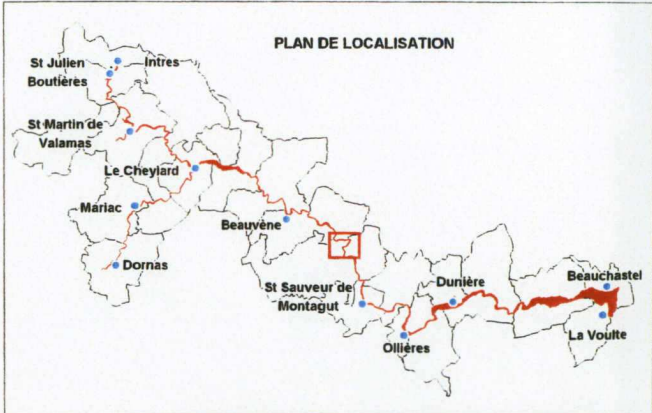 PLAN DE LOCALISATION
St Julien
Boutières
Intres
St Martin de
Valamas
Le Cheylard
Mariac
Beauvène
Dornas
St Sauveur de
Montagut
Dunière
Beauchastel
La Voulte
Ollières